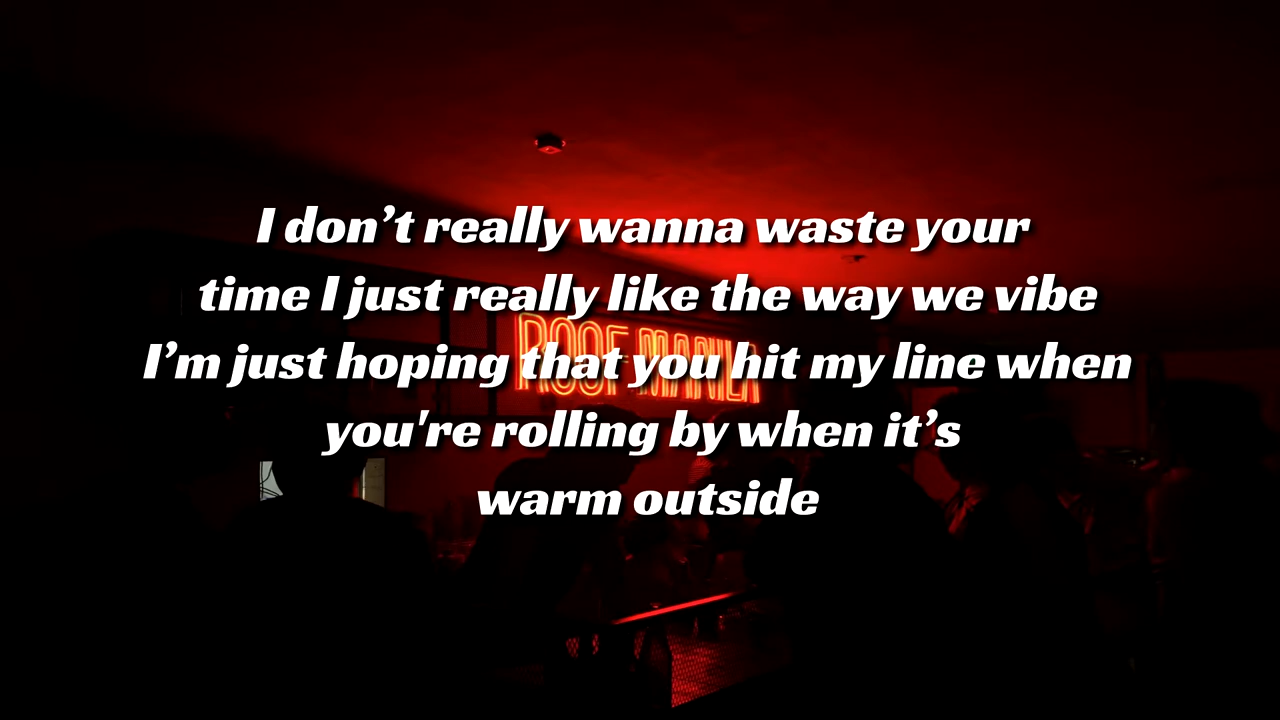 I don’t really wanna waste your
time I just really like the way we vibe
ROOF MANILA
I’m just hoping that you hit my line when
you're rolling by when it’s
warm outside